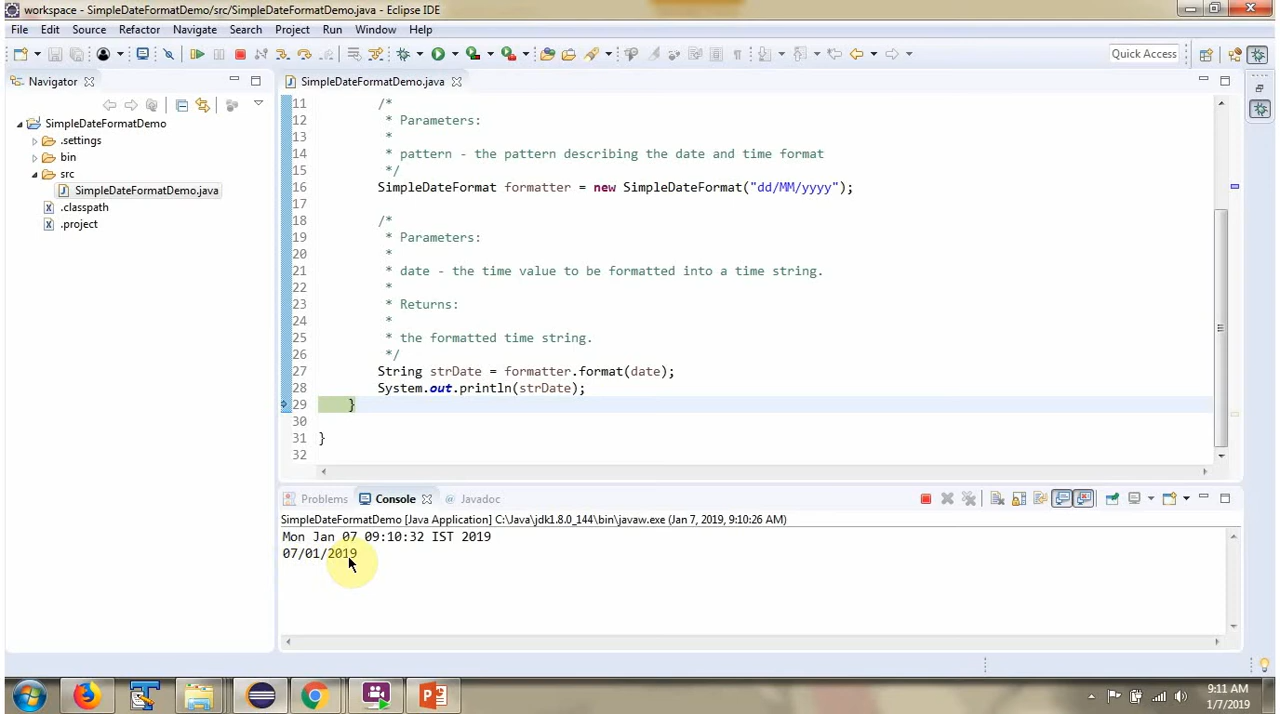 workspace - SimpleDateFormatDemo/src/SimpleDateFormatDemo.java - Eclipse IDE
File Edit Source Refactor Navigate Search Project Run Window Help
Quick Access
Navigator
SimpleDateFormatDemo.java
SimpleDateFormatDemo
.settings
bin
src
SimpleDateFormatDemo.java
.classpath
.project
11 /*
12 * Parameters:
13 *
14 * pattern - the pattern describing the date and time format
15 */
16 SimpleDateFormat formatter = new SimpleDateFormat("dd/MM/yyyy");
17
18 /*
19 * Parameters:
20 *
21 * date - the time value to be formatted into a time string.
22 *
23 * Returns:
24 *
25 * the formatted time string.
26 */
27 String strDate = formatter.format(date);
28 System.out.println(strDate);
29 }
30
31 }
32
Problems Console @ Javadoc
SimpleDateFormatDemo [Java Application] C:\Java\jdk1.8.0_144\bin\javaw.exe (Jan 7, 2019, 9:10:26 AM)
Mon Jan 07 09:10:32 IST 2019
07/01/2019
9:11 AM
1/7/2019